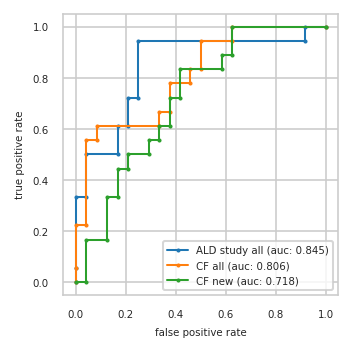 1.0
0.8
0.6
0.4
0.2
0.0
true positive rate
ALD study all (auc: 0.845)
CF all (auc: 0.806)
CF new (auc: 0.718)
0.0 0.2 0.4 0.6 0.8 1.0
false positive rate